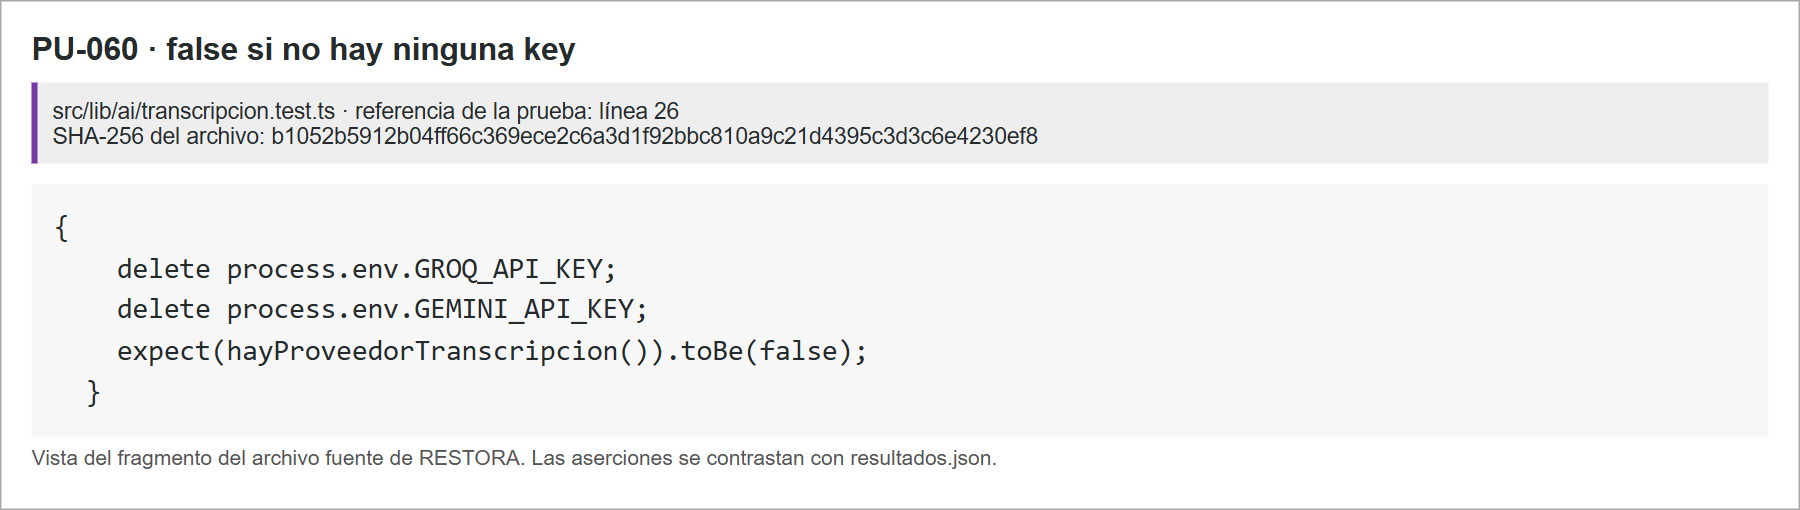 PU-060 · false si no hay ninguna key
src/lib/ai/transcripcion.test.ts · referencia de la prueba: línea 26
SHA-256 del archivo: b1052b5912b04ff66c369ece2c6a3d1f92bbc810a9c21d4395c3d3c6e4230ef8
{
    delete process.env.GROQ_API_KEY;
    delete process.env.GEMINI_API_KEY;
    expect(hayProveedorTranscripcion()).toBe(false);
  }
Vista del fragmento del archivo fuente de RESTORA. Las aserciones se contrastan con resultados.json.